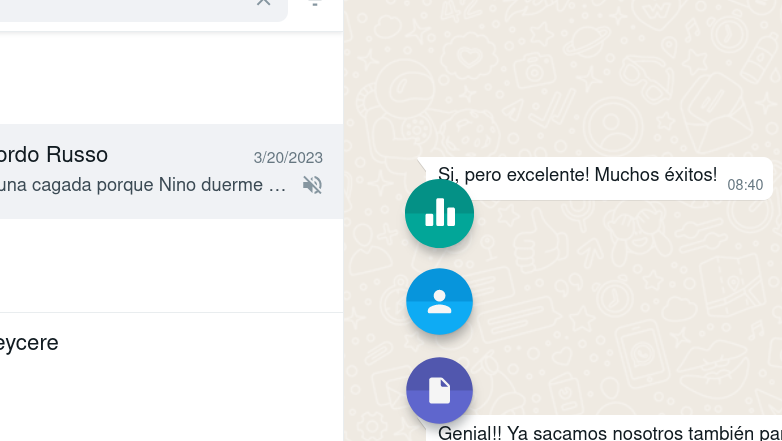 ordo Russo
3/20/2023
una cagada porque Nino duerme ...
eycere
Si, pero excelente! Muchos éxitos!
08:40
Genial!! Ya sacamos nosotros también pa